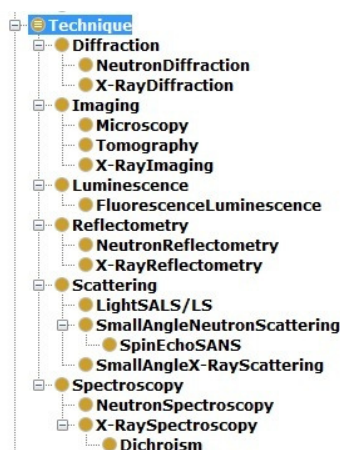 Technique
Diffraction
NeutronDiffraction
X-RayDiffraction
Imaging
Microscopy
Tomography
X-RayImaging
Luminescence
FluorescenceLuminescence
Reflectometry
NeutronReflectometry
X-RayReflectometry
Scattering
LightSALS/LS
SmallAngleNeutronScattering
SpinEchoSANS
SmallAngleX-RayScattering
Spectroscopy
NeutronSpectroscopy
X-RaySpectroscopy
Dichroism